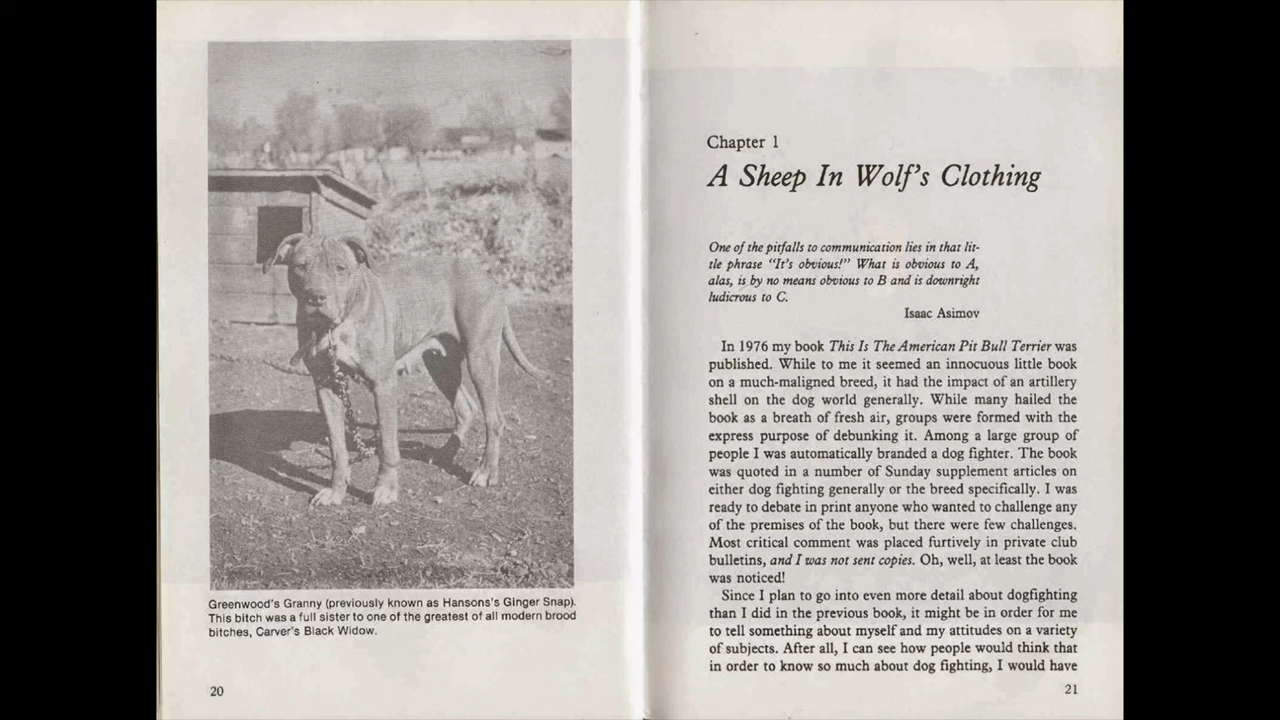 Greenwood's Granny (previously known as Hansons's Ginger Snap).
This bitch was a full sister to one of the greatest of all modern brood
bitches, Carver's Black Widow.
20
Chapter 1
A Sheep In Wolf's Clothing
One of the pitfalls to communication lies in that lit-
tle phrase "It's obvious!" What is obvious to A,
alas, is by no means obvious to B and is downright
ludicrous to C.
Isaac Asimov
In 1976 my book This Is The American Pit Bull Terrier was
published. While to me it seemed an innocuous little book
on a much-maligned breed, it had the impact of an artillery
shell on the dog world generally. While many hailed the
book as a breath of fresh air, groups were formed with the
express purpose of debunking it. Among a large group of
people I was automatically branded a dog fighter. The book
was quoted in a number of Sunday supplement articles on
either dog fighting generally or the breed specifically. I was
ready to debate in print anyone who wanted to challenge any
of the premises of the book, but there were few challenges.
Most critical comment was placed furtively in private club
bulletins, and I was not sent copies. Oh, well, at least the book
was noticed!
Since I plan to go into even more detail about dogfighting
than I did in the previous book, it might be in order for me
to tell something about myself and my attitudes on a variety
of subjects. After all, I can see how people would think that
in order to know so much about dog fighting, I would have
21